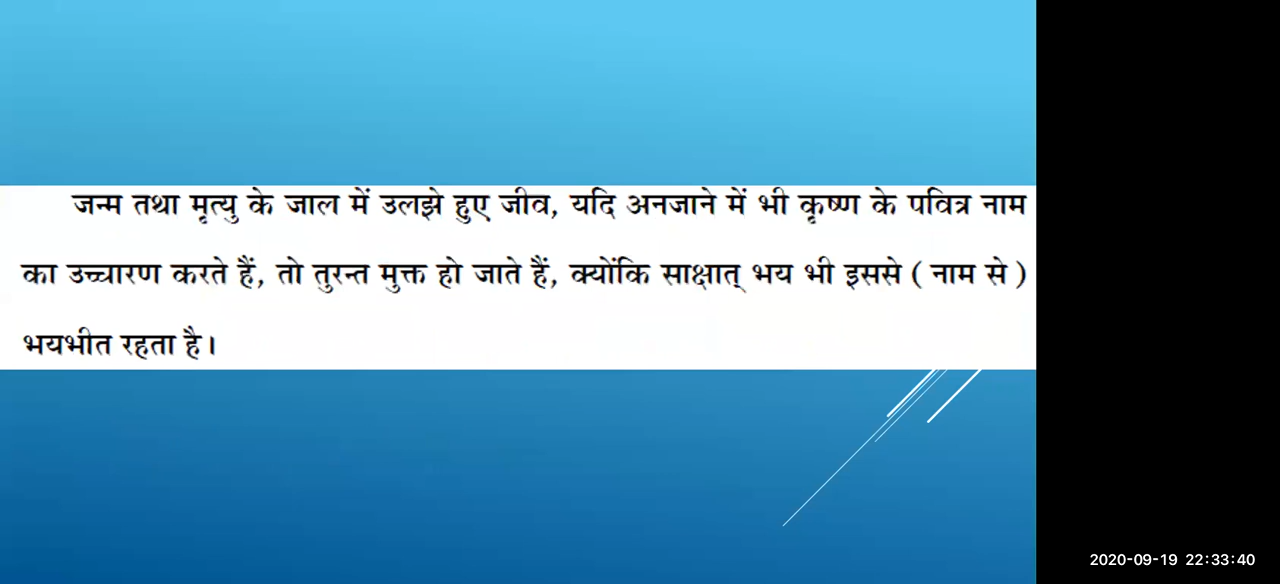 जन्म तथा मृत्यु के जाल में उलझे हुए जीव, यदि अनजाने में भी कृष्ण के पवित्र नाम
का उच्चारण करते हैं, तो तुरन्त मुक्त हो जाते हैं, क्योंकि साक्षात् भय भी इससे ( नाम से )
भयभीत रहता है।
2020-09-19 22:33:40